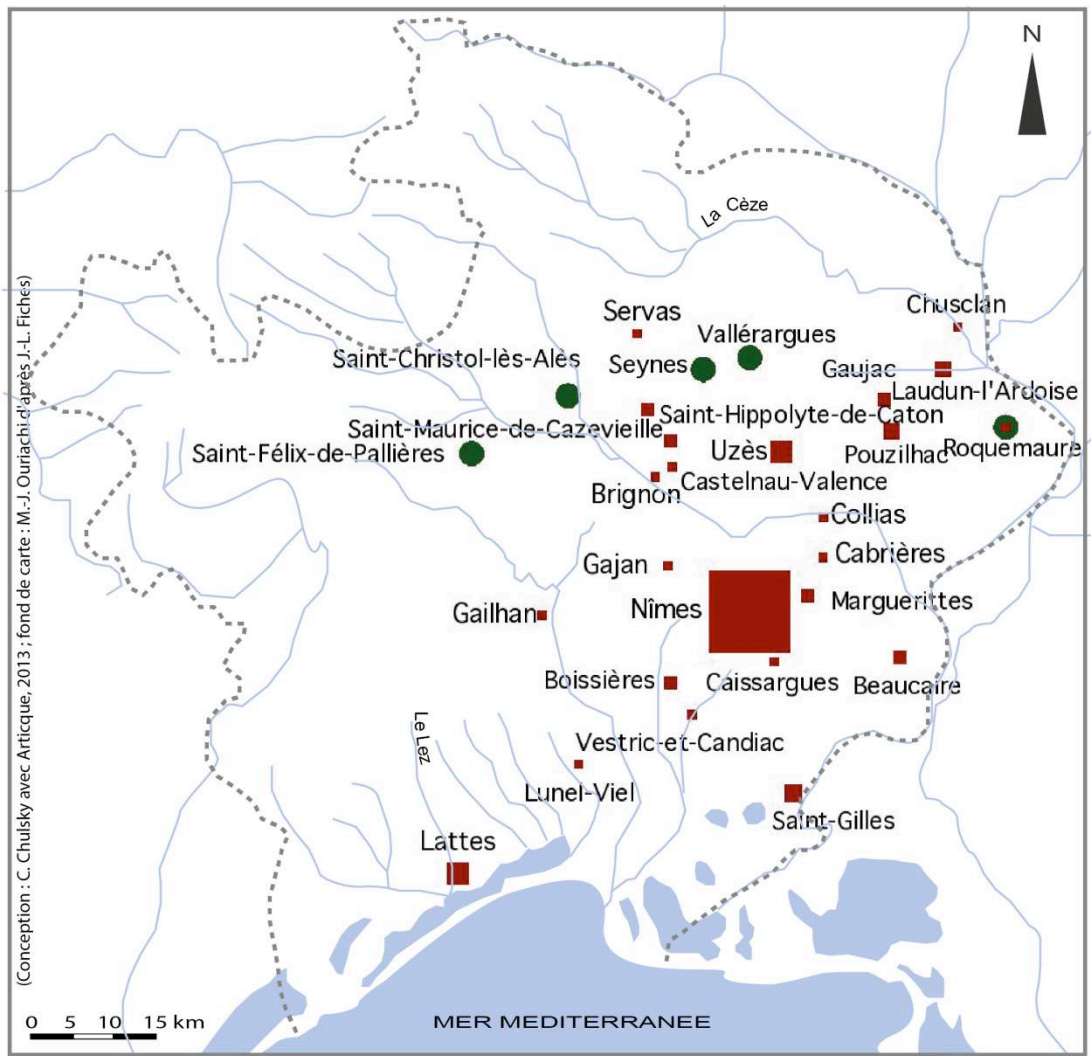 N
La Cèze
Chusclan
Servas
Vallérargues
Saint-Christol-lès-Alès
Seynes
Gaujac
Laudun-l'Ardoise
Saint-Hippolyte-de-Caton
Saint-Maurice-de-Cazevieille
Saint-Félix-de-Pallières
Uzès
Pouzilhac
Roquemaure
Brignon
Castelnau-Valence
Collias
Gajan
Cabrières
Nîmes
Marguerittes
Gailhan
Boissières
Caissargues
Beaucaire
Le Lez
Vestric-et-Candiac
Lunel-Viel
Saint-Gilles
Lattes
0 5 10 15 km
MER MEDITERRANEE
(Conception : C. Chulsky avec Articque, 2013 ; fond de carte : M.-J. Ouriachi d'après J.-L. Fiches)